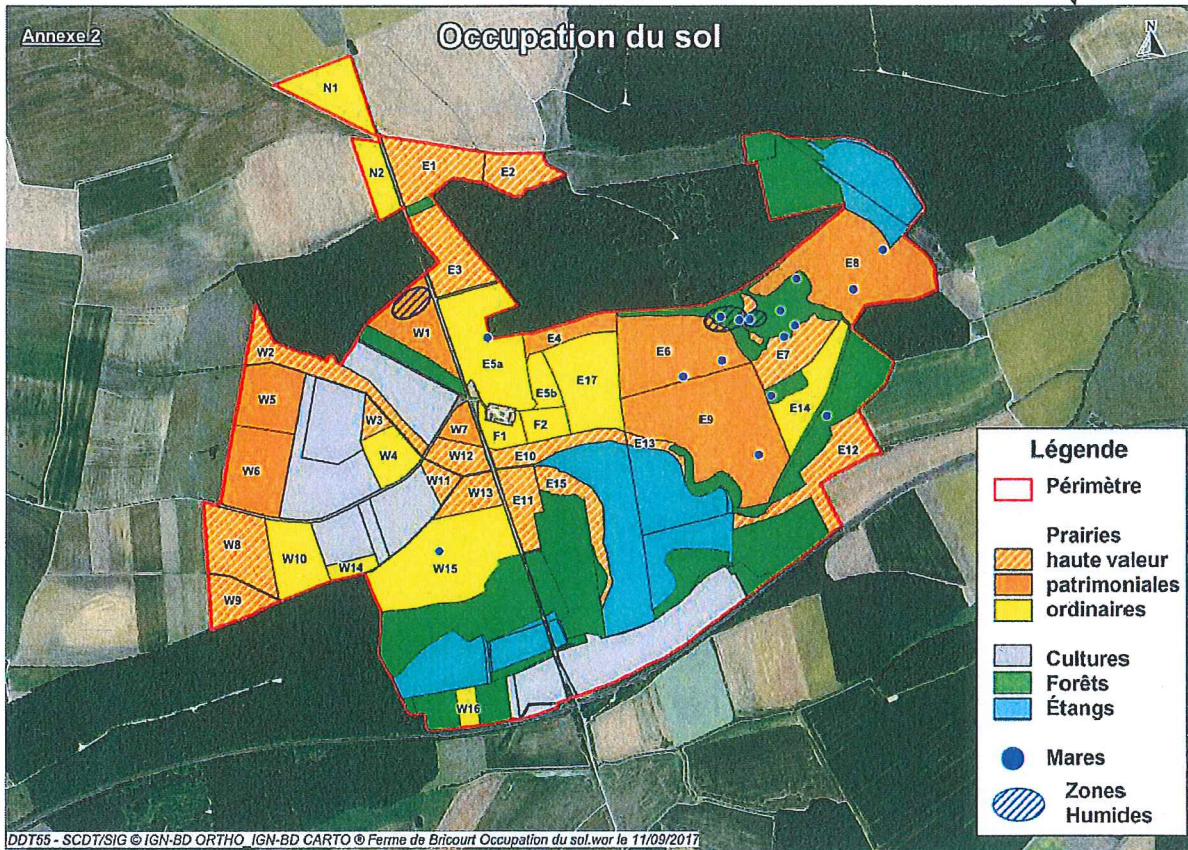 Annexe 2
Occupation du sol
N
N1
N2
E1
E2
E3
E8
W1
E4
E6
E7
W2
E5a
E5b
E17
W5
W3
E9
E14
W7
F1
F2
W4
E13
E12
W6
W12
E10
W11
W13
E11
E15
W8
W10
W14
W15
W9
W16
Légende
Périmètre
Prairies
haute valeur
patrimoniales
ordinaires
Cultures
Forêts
Étangs
Mares
Zones
Humides
DDT55 - SCDT/SIG © IGN-BD ORTHO_IGN-BD CARTO ® Ferme de Bricourt Occupation du sol.wor le 11/09/2017